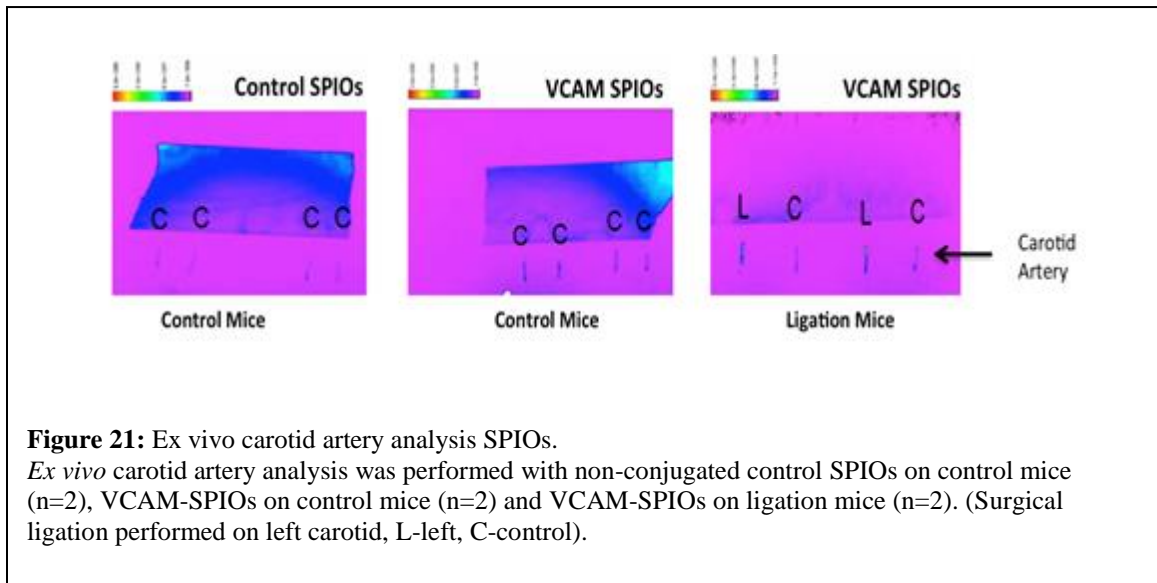 Control SPIOs
VCAM SPIOs
VCAM SPIOs
C C C C
C C C C
L C L C
Carotid
Artery
Control Mice
Control Mice
Ligation Mice
Figure 21: Ex vivo carotid artery analysis SPIOs.
Ex vivo carotid artery analysis was performed with non-conjugated control SPIOs on control mice
(n=2), VCAM-SPIOs on control mice (n=2) and VCAM-SPIOs on ligation mice (n=2). (Surgical
ligation performed on left carotid, L-left, C-control).